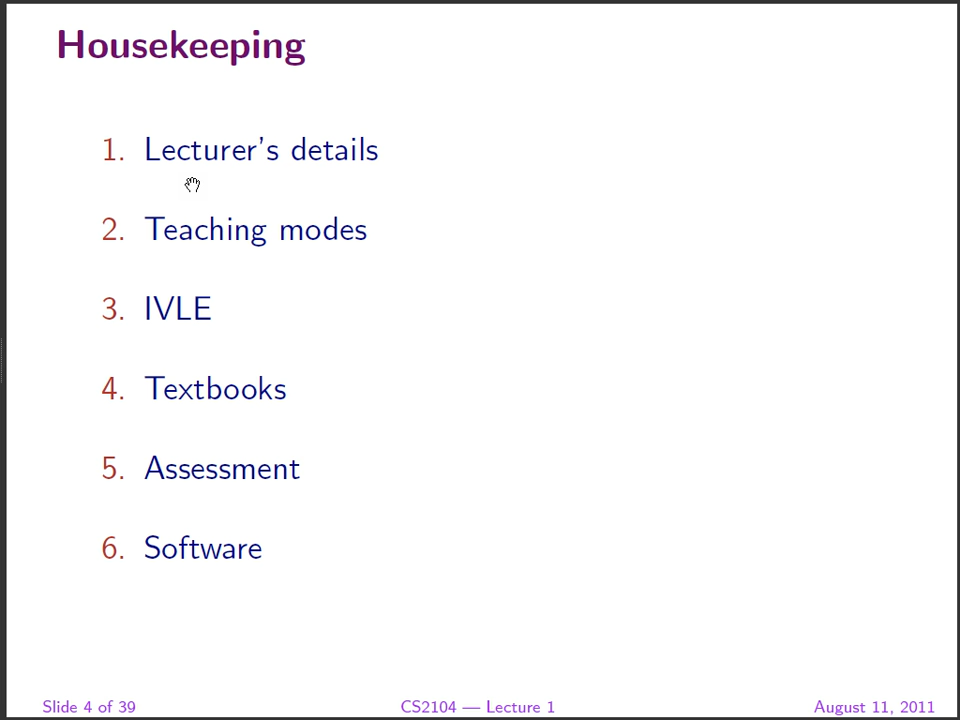 Housekeeping
1. Lecturer's details
2. Teaching modes
3. IVLE
4. Textbooks
5. Assessment
6. Software
Slide 4 of 39
CS2104 — Lecture 1
August 11, 2011